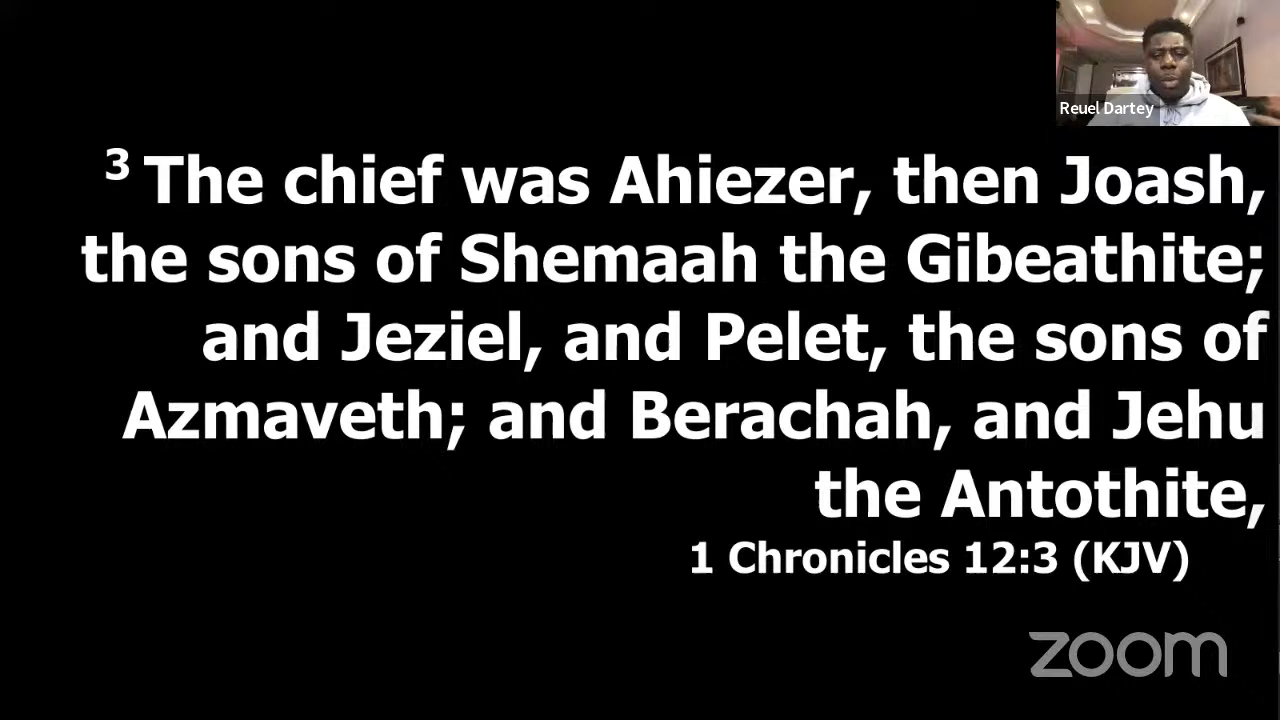 Reuel Dartey
3 The chief was Ahiezer, then Joash,
the sons of Shemaah the Gibeathite;
and Jeziel, and Pelet, the sons of
Azmaveth; and Berachah, and Jehu
the Antothite,
1 Chronicles 12:3 (KJV)
zoom